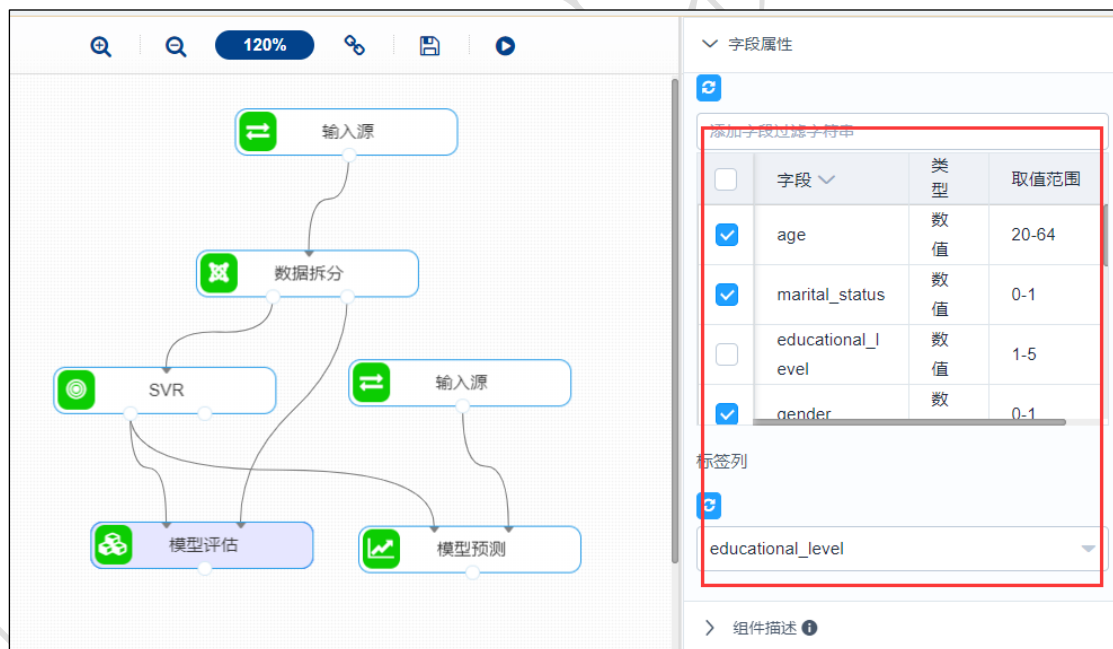 120%
输入源
数据拆分
SVR
输入源
模型评估
模型预测
字段属性
添加字段过滤字符串
字段
类
型
取值范围
age
数
值
20-64
marital_status
数
值
0-1
educational_l
evel
数
值
1-5
gender
数
0-1
标签列
educational_level
组件描述